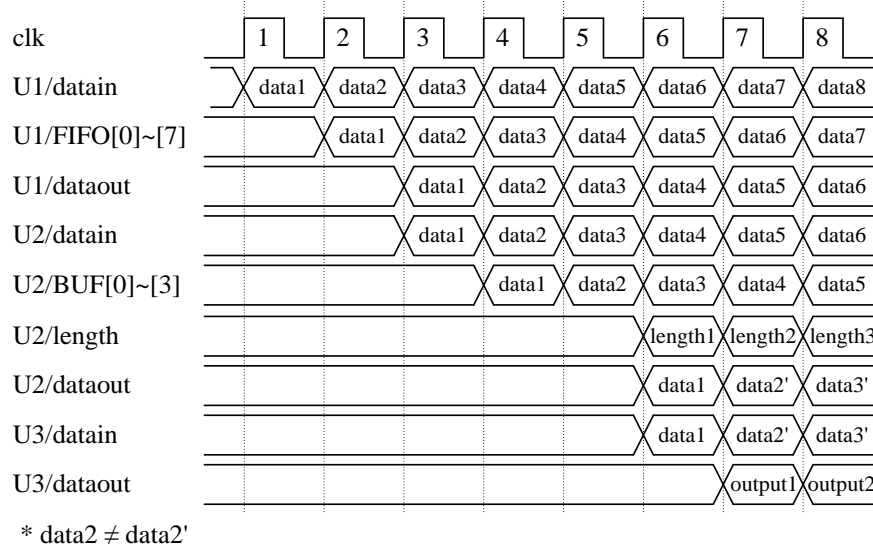 clk 1 2 3 4 5 6 7 8
U1/datain data1 data2 data3 data4 data5 data6 data7 data8
U1/FIFO[0]~[7] data1 data2 data3 data4 data5 data6 data7
U1/dataout data1 data2 data3 data4 data5 data6
U2/datain data1 data2 data3 data4 data5 data6
U2/BUF[0]~[3] data1 data2 data3 data4 data5
U2/length length1 length2 length3
U2/dataout data1 data2' data3'
U3/datain data1 data2' data3'
U3/dataout output1 output2
* data2 ≠ data2'